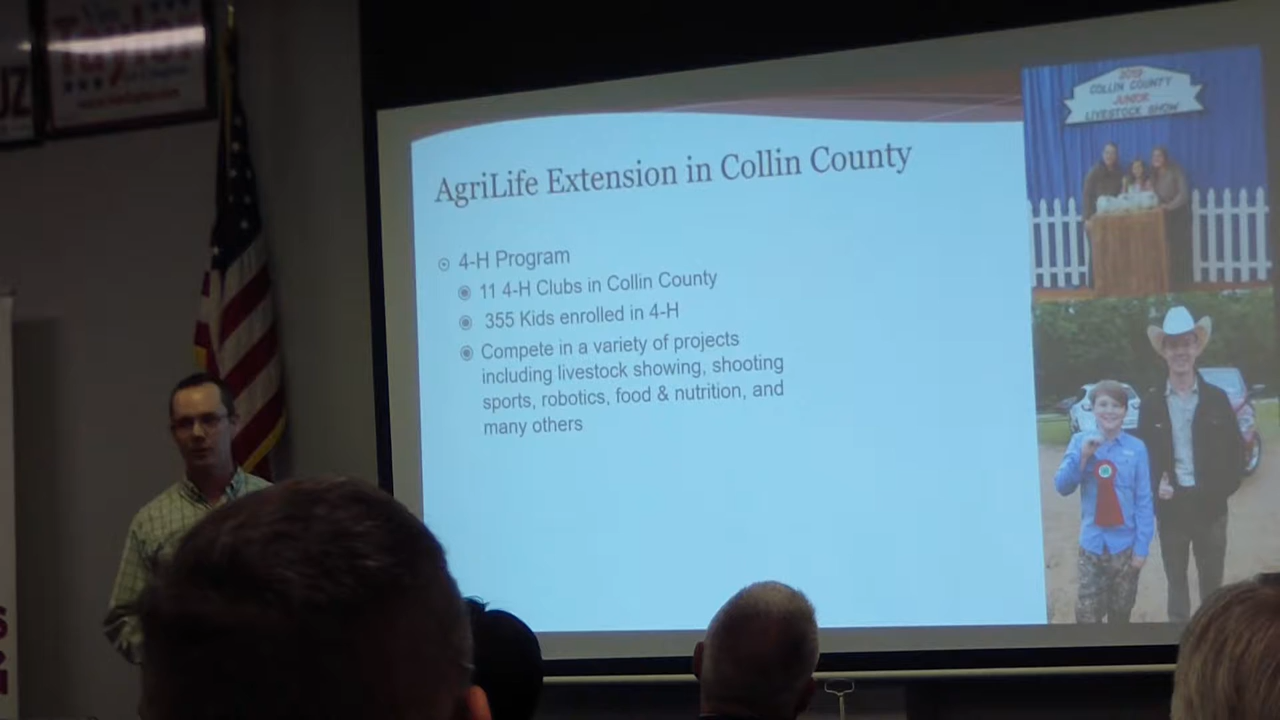 UZ
Taylor
AgriLife Extension in Collin County
4-H Program
11 4-H Clubs in Collin County
355 Kids enrolled in 4-H
Compete in a variety of projects
including livestock showing, shooting
sports, robotics, food & nutrition, and
many others
COLLIN COUNTY
JUNIOR
LIVESTOCK SHOW
S